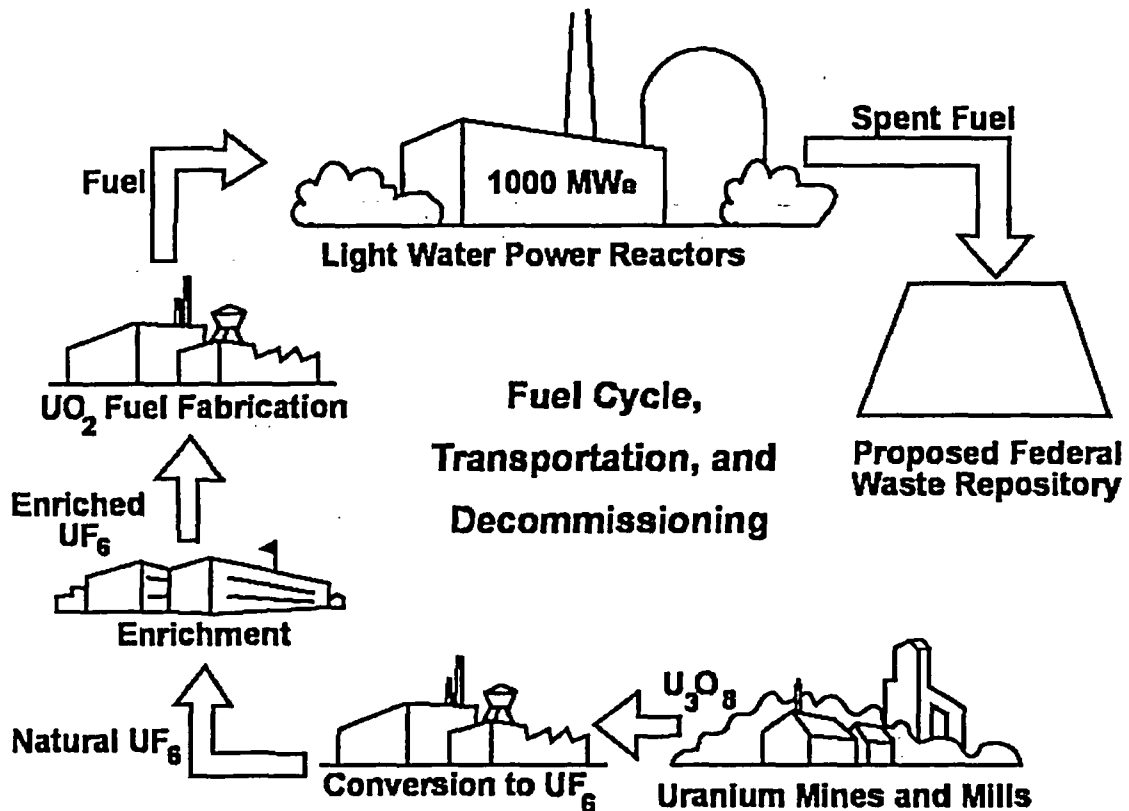 Spent Fuel
Fuel
1000 MWe
Light Water Power Reactors
UO₂ Fuel Fabrication
Fuel Cycle,
Transportation, and
Decommissioning
Proposed Federal
Waste Repository
Enriched
UF₆
Enrichment
U₃O₈
Natural UF₆
Conversion to UF₆
Uranium Mines and Mills